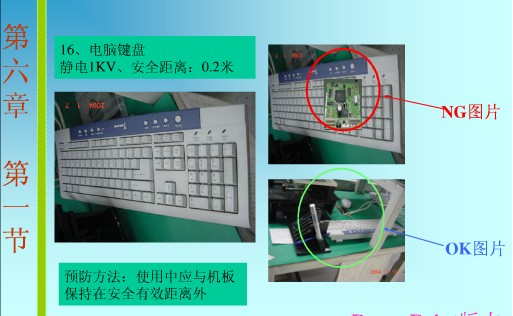 第六章 第一节
16、电脑键盘
静电1KV、安全距离：0.2米
NG图片
OK图片
预防方法：使用中应与机板
保持在安全有效距离外